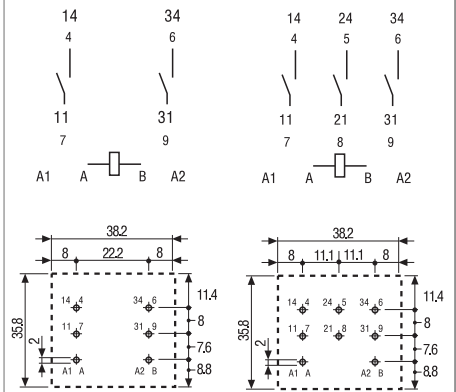 14 34
4 6
11 31
7 9
A1 A B A2
14 24 34
4 5 6
11 21 31
7 8 9
A1 A B A2
38.2
8 22.2 8
35.8
2
14 4 34 6
11 7 31 9
A1 A A2 B
11.4
8
7.6
8.8
38.2
8 11.1 11.1 8
35.8
2
14 4 24 5 34 6
11 7 21 8 31 9
A1 A A2 B
11.4
8
7.6
8.8